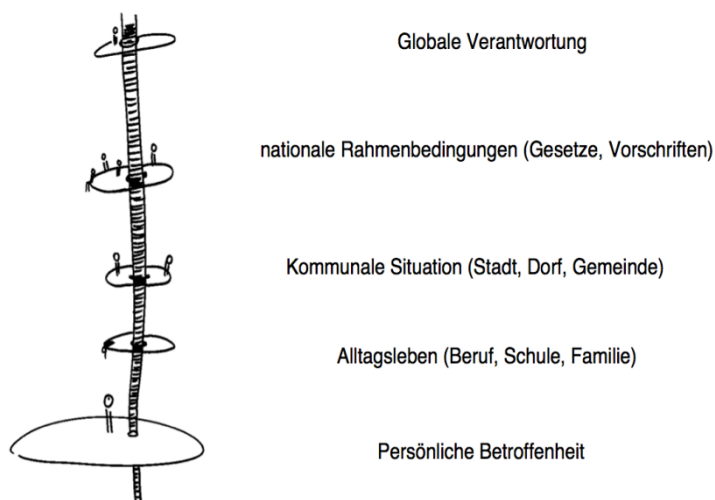 Globale Verantwortung
nationale Rahmenbedingungen (Gesetze, Vorschriften)
Kommunale Situation (Stadt, Dorf, Gemeinde)
Alltagsleben (Beruf, Schule, Familie)
Persönliche Betroffenheit